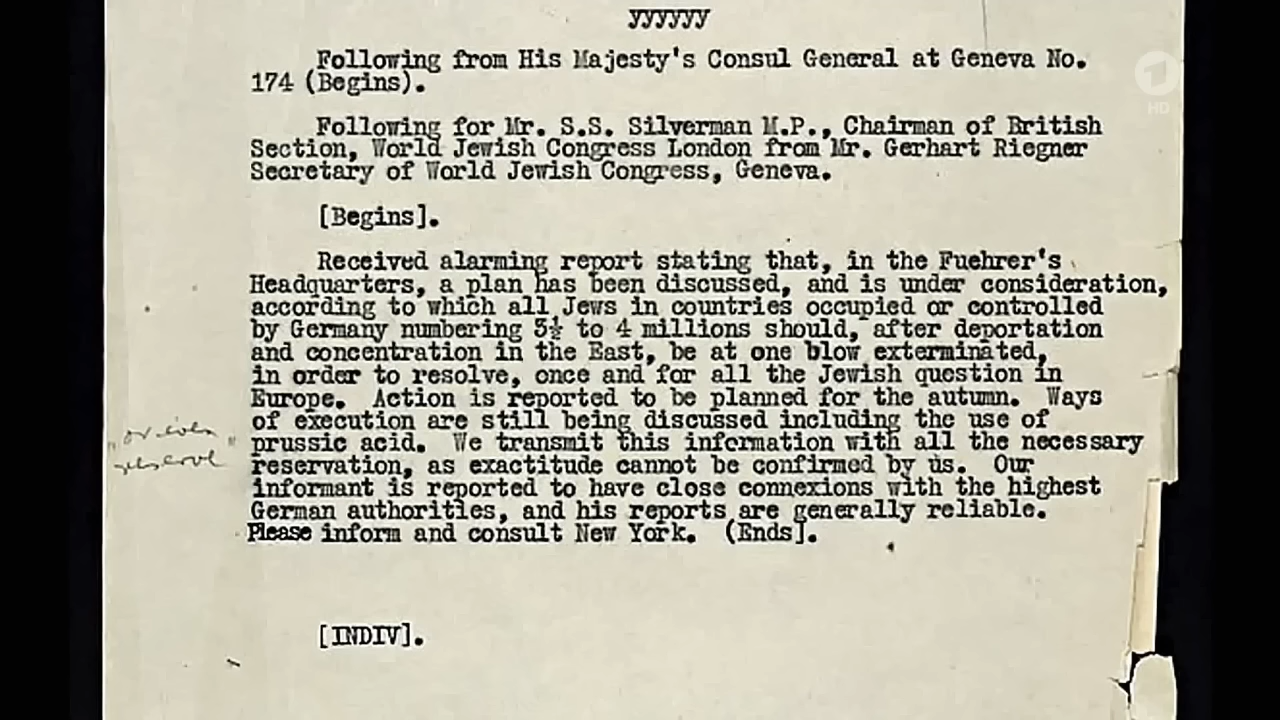 yyyyyy
Following from His Majesty's Consul General at Geneva No.
174 (Begins).
Following for Mr. S.S. Silverman M.P., Chairman of British
Section, World Jewish Congress London from Mr. Gerhart Riegner
Secretary of World Jewish Congress, Geneva.
[Begins].
Received alarming report stating that, in the Fuehrer's
Headquarters, a plan has been discussed, and is under consideration,
according to which all Jews in countries occupied or controlled
by Germany numbering 3½ to 4 millions should, after deportation
and concentration in the East, be at one blow exterminated,
in order to resolve, once and for all the Jewish question in
Europe. Action is reported to be planned for the autumn. Ways
of execution are still being discussed including the use of
prussic acid. We transmit this information with all the necessary
reservation, as exactitude cannot be confirmed by us. Our
informant is reported to have close connexions with the highest
German authorities, and his reports are generally reliable.
Please inform and consult New York. (Ends].
[INDIV].
1
HD